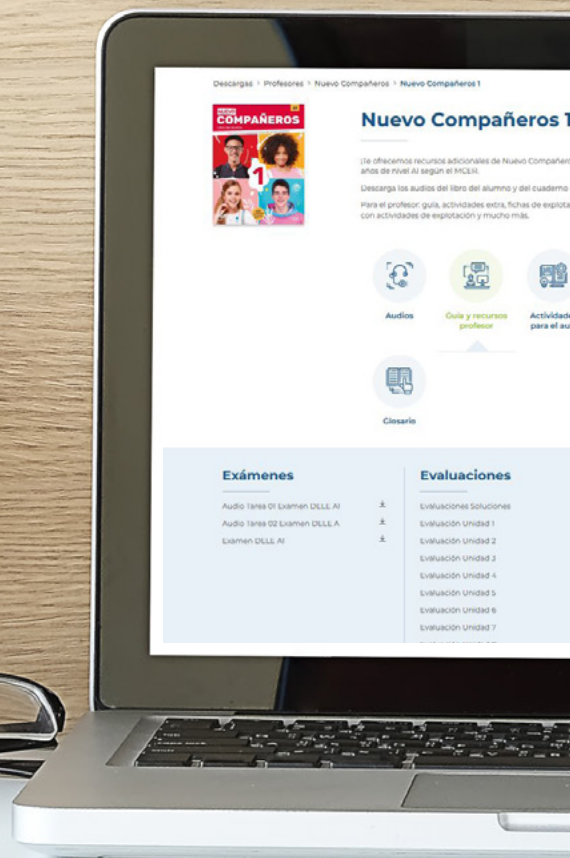 Descargas > Profesores > Nuevo Compañeros > Nuevo Compañeros 1
NUEVO
COMPAÑEROS
1
Nuevo Compañeros 1
¡Te ofrecemos recursos adicionales de Nuevo Compañer
años de nivel A1 según el MCER.
Descarga los audios del libro del alumno y del cuaderno
Para el profesor: guía, actividades extra, fichas de explota
con actividades de explotación y mucho más.
Audios
Guía y recursos
profesor
Actividade
para el au
Glosario
Exámenes
Audio Tarea 01 Examen DELE A1
Audio Tarea 02 Examen DELE A
Examen DELE A1
Evaluaciones
Evaluaciones Soluciones
Evaluación Unidad 1
Evaluación Unidad 2
Evaluación Unidad 3
Evaluación Unidad 4
Evaluación Unidad 5
Evaluación Unidad 6
Evaluación Unidad 7